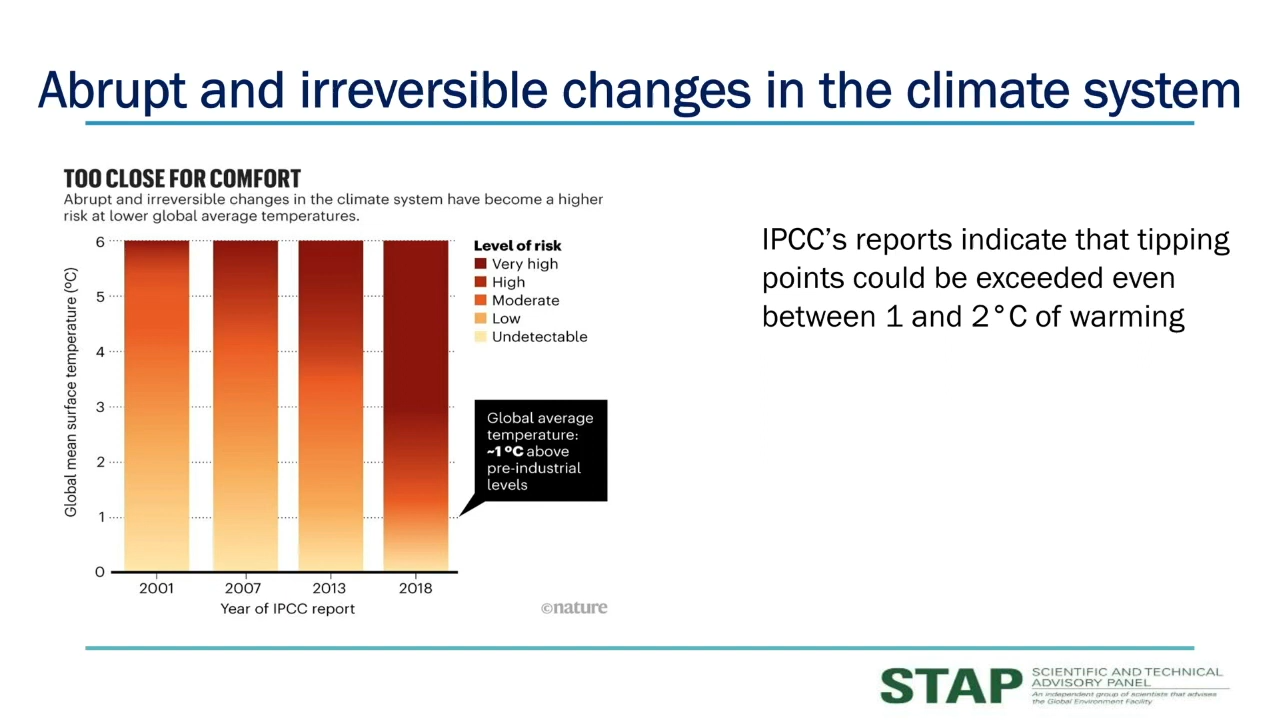 Abrupt and irreversible changes in the climate system
TOO CLOSE FOR COMFORT
Abrupt and irreversible changes in the climate system have become a higher
risk at lower global average temperatures.
Global mean surface temperature (ºC)
6
5
4
3
2
1
0
2001
2007
2013
2018
Year of IPCC report
Level of risk
Very high
High
Moderate
Low
Undetectable
Global average
temperature:
~1 ºC above
pre-industrial
levels
©nature
IPCC’s reports indicate that tipping
points could be exceeded even
between 1 and 2°C of warming
STAP
SCIENTIFIC AND TECHNICAL
ADVISORY PANEL
An independent group of scientists that advises
the Global Environment Facility